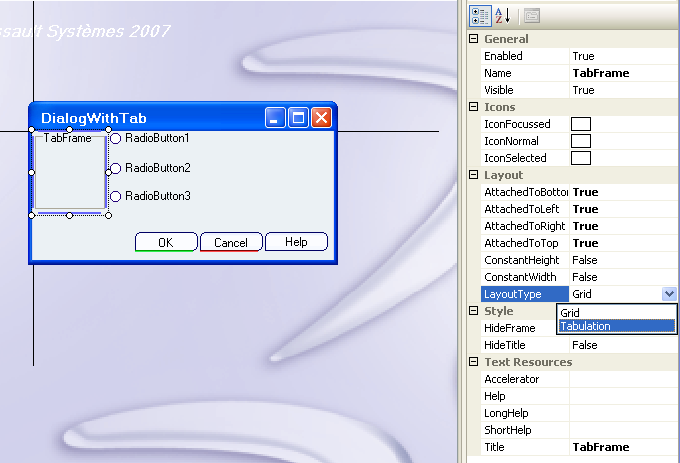 ssault Systèmes 2007
DialogWithTab
TabFrame
RadioButton1
RadioButton2
RadioButton3
OK Cancel Help
General
Enabled True
Name TabFrame
Visible True
Icons
IconFocussed
IconNormal
IconSelected
Layout
AttachedToBottor True
AttachedToLeft True
AttachedToRight True
AttachedToTop True
ConstantHeight False
ConstantWidth False
LayoutType Grid
Grid
Tabulation
Style
HideFrame
HideTitle False
Text Resources
Accelerator
Help
LongHelp
ShortHelp
Title TabFrame